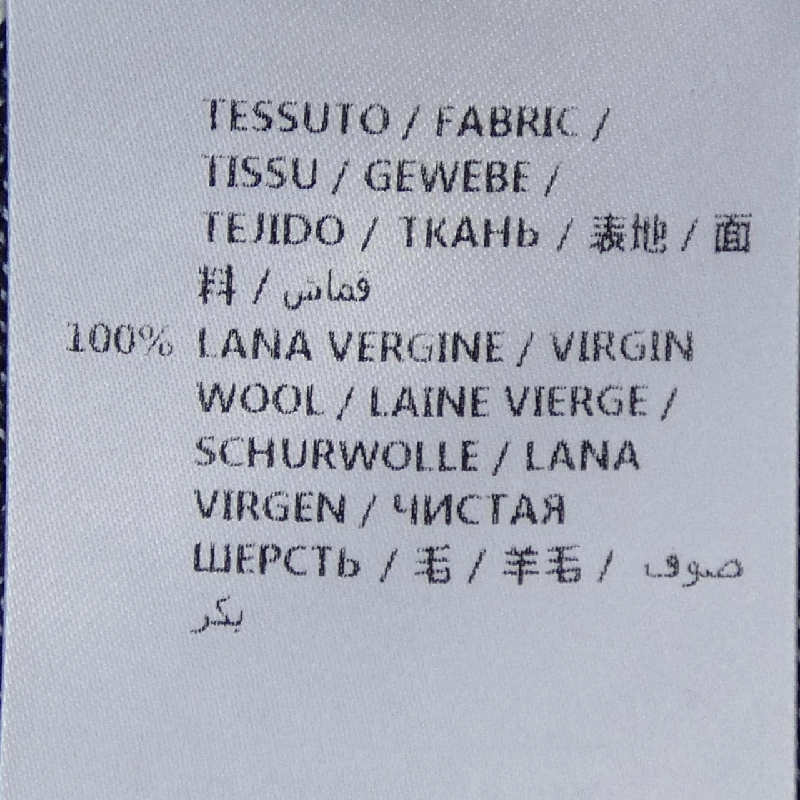 TESSUTO / FABRIC /
TISSU / GEWEBE /
TEJIDO / ТКАНЬ / 表地 / 面
料 / قماش
100% LANA VERGINE / VIRGIN
WOOL / LAINE VIERGE /
SCHURWOLLE / LANA
VIRGEN / ЧИСТАЯ
ШЕРСТЬ / 毛 / 羊毛 / صوف
بكر